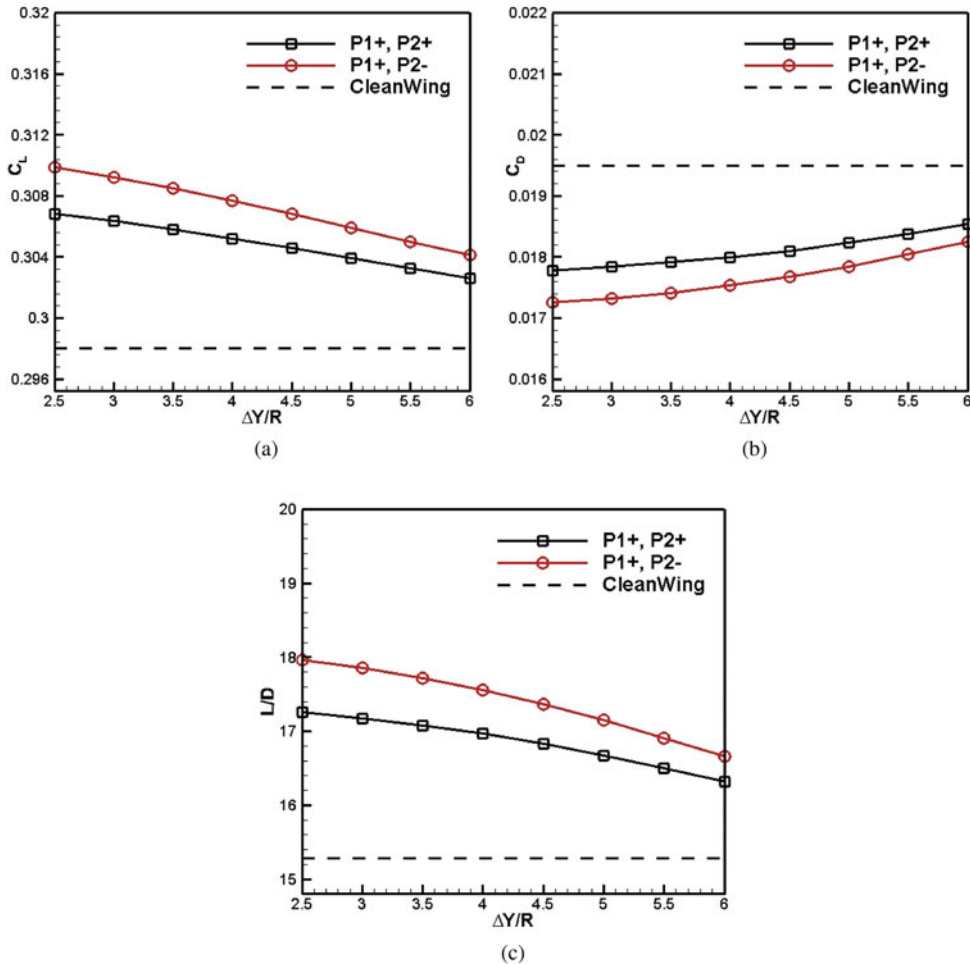 0.32
0.316
0.312
0.308
0.304
0.3
0.296
C_L
P1+, P2+
P1+, P2-
CleanWing
2.5 3 3.5 4 4.5 5 5.5 6
ΔY/R
(a)
0.022
0.021
0.02
0.019
0.018
0.017
0.016
C_D
P1+, P2+
P1+, P2-
CleanWing
2.5 3 3.5 4 4.5 5 5.5 6
ΔY/R
(b)
20
19
18
17
16
15
L/D
P1+, P2+
P1+, P2-
CleanWing
2.5 3 3.5 4 4.5 5 5.5 6
ΔY/R
(c)